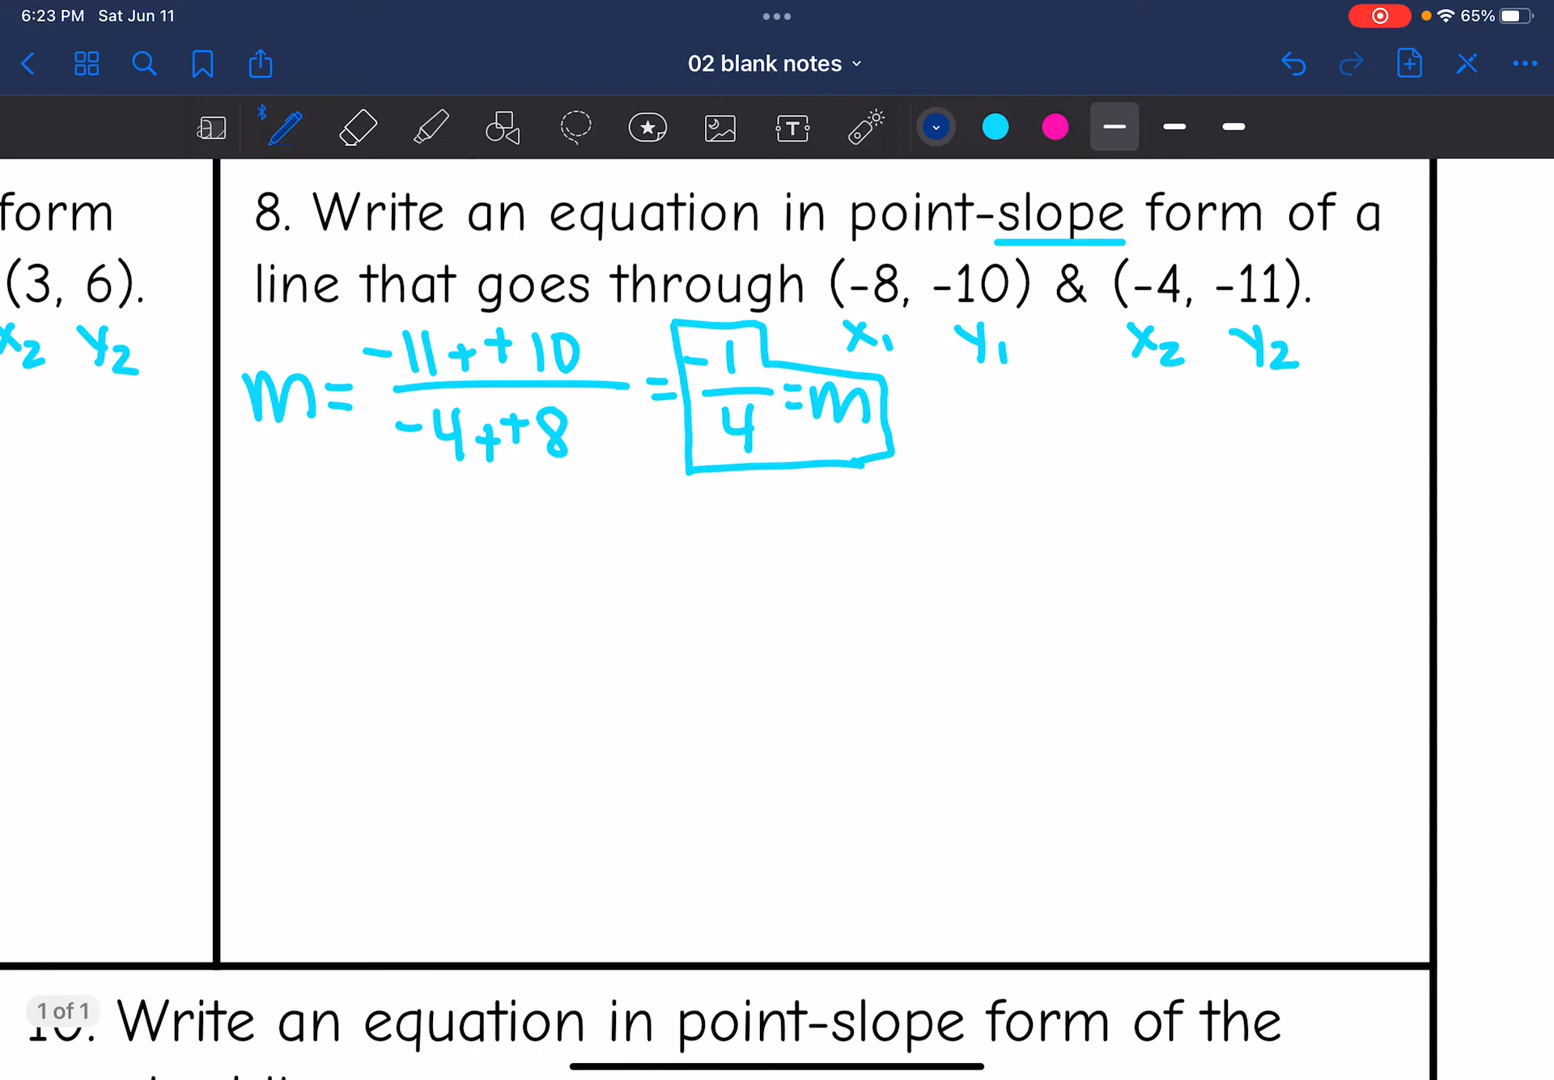 6:23 PM Sat Jun 11
65%
02 blank notes
T
form
8. Write an equation in point-slope form of a
(3, 6).
line that goes through (-8, -10) & (-4, -11).
x2 y2
x1 y1 x2 y2
m = -11 + +10 / -4 + +8 = -1/4 = m
1 of 1
10. Write an equation in point-slope form of the